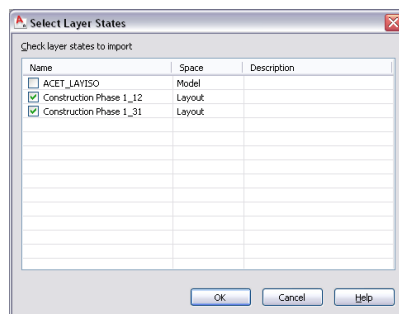 Select Layer States
Check layer states to import
Name Space Description
ACET_LAYISO Model
Construction Phase 1_12 Layout
Construction Phase 1_31 Layout
OK Cancel Help